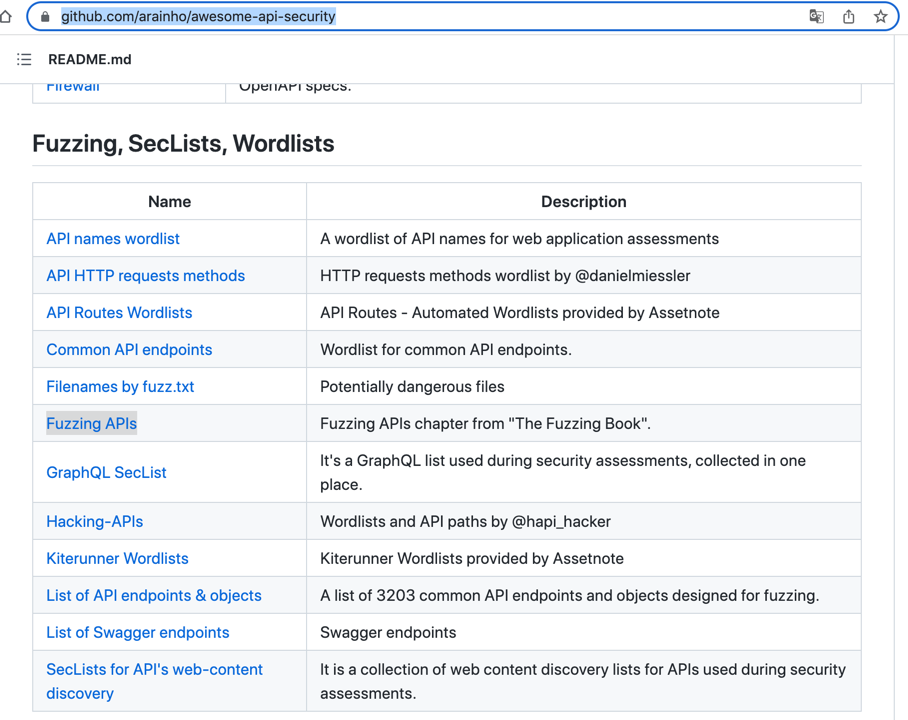 github.com/arainho/awesome-api-security
README.md
Firewall OpenAPI specs.
Fuzzing, SecLists, Wordlists
Name Description
API names wordlist A wordlist of API names for web application assessments
API HTTP requests methods HTTP requests methods wordlist by @danielmiessler
API Routes Wordlists API Routes - Automated Wordlists provided by Assetnote
Common API endpoints Wordlist for common API endpoints.
Filenames by fuzz.txt Potentially dangerous files
Fuzzing APIs Fuzzing APIs chapter from "The Fuzzing Book".
GraphQL SecList It's a GraphQL list used during security assessments, collected in one
place.
Hacking-APIs Wordlists and API paths by @hapi_hacker
Kiterunner Wordlists Kiterunner Wordlists provided by Assetnote
List of API endpoints & objects A list of 3203 common API endpoints and objects designed for fuzzing.
List of Swagger endpoints Swagger endpoints
SecLists for API's web-content It is a collection of web content discovery lists for APIs used during security
discovery assessments.